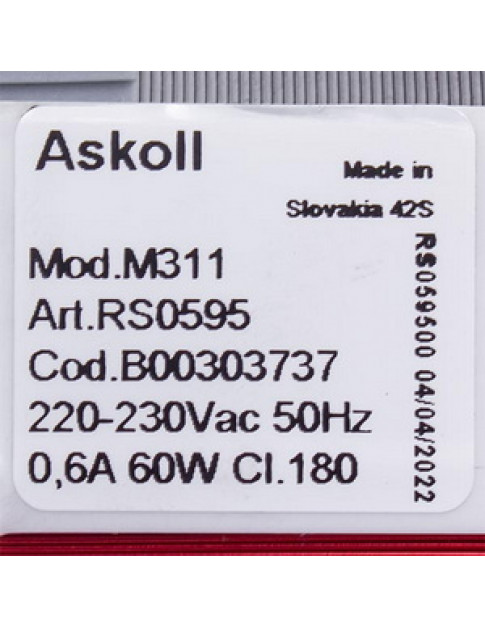 Askoll
Made in
Slovakia 42S
Mod.M311
Art.RS0595
Cod.B00303737
220-230Vac 50Hz
0,6A 60W Cl.180
RS059500 04/04/2022